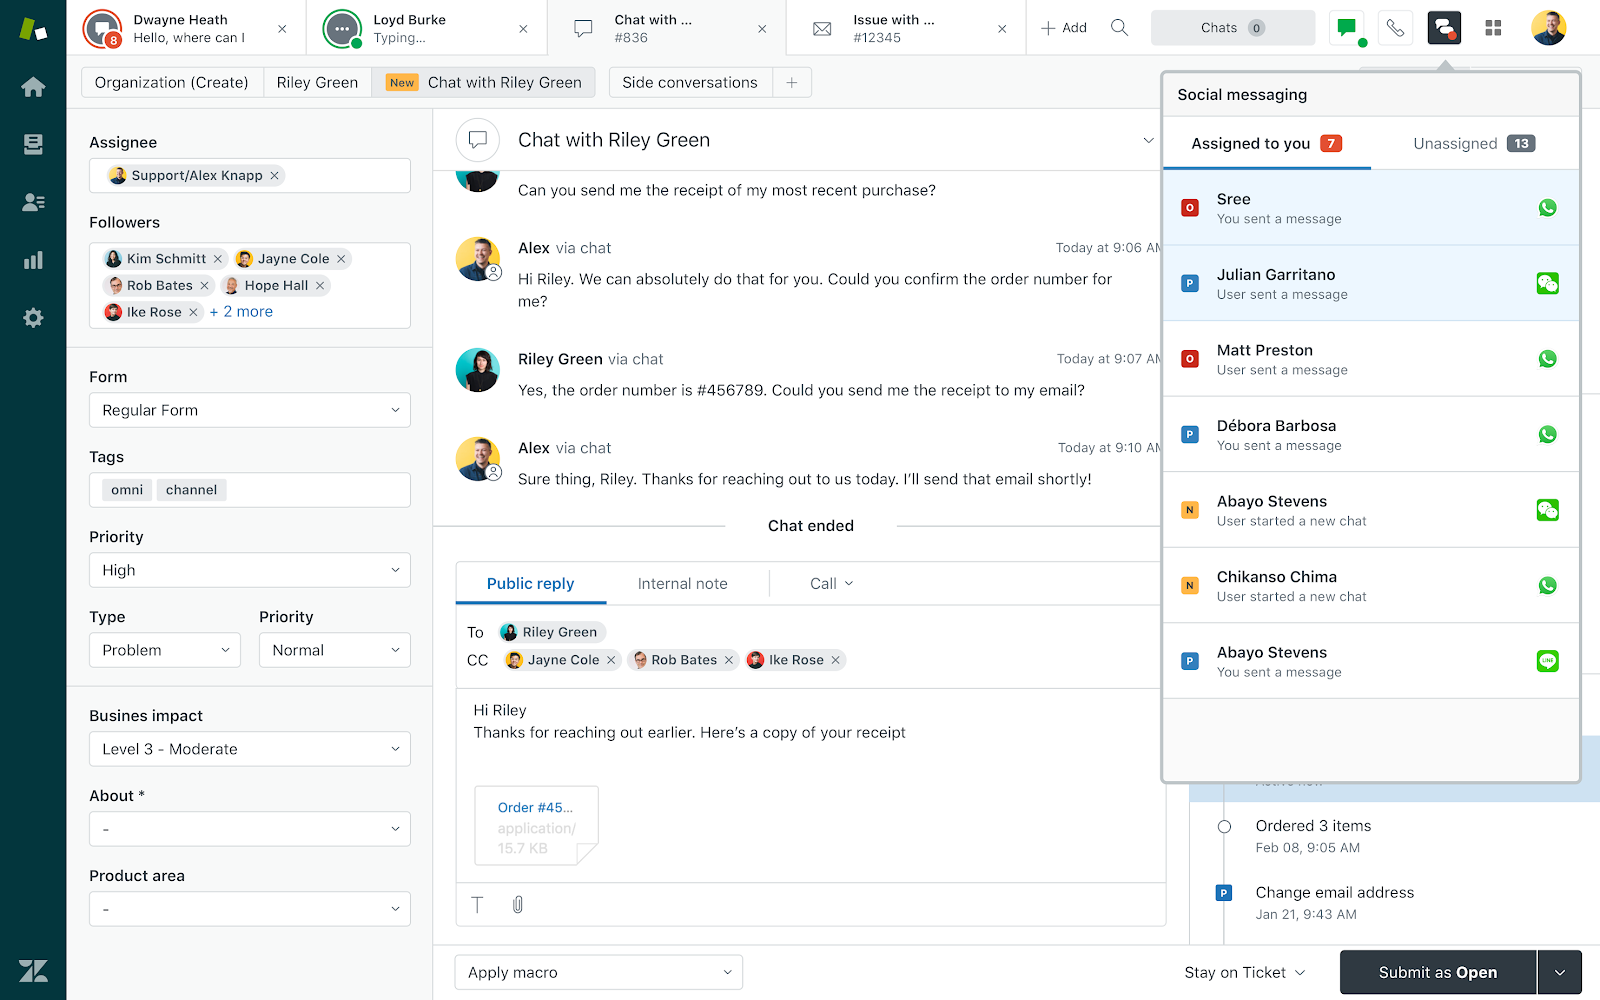 Dwayne Heath
Hello, where can I
8
Loyd Burke
Typing...
Chat with ...
#836
Issue with ...
#12345
Add
Chats 0
Organization (Create)
Riley Green
New Chat with Riley Green
Side conversations
Assignee
Support/Alex Knapp
Followers
Kim Schmitt
Jayne Cole
Rob Bates
Hope Hall
Ike Rose
+ 2 more
Form
Regular Form
Tags
omni
channel
Priority
High
Type
Priority
Problem
Normal
Busines impact
Level 3 - Moderate
About *
-
Product area
-
Chat with Riley Green
Can you send me the receipt of my most recent purchase?
Alex via chat
Today at 9:06 AM
Hi Riley. We can absolutely do that for you. Could you confirm the order number for
me?
Riley Green via chat
Today at 9:07 AM
Yes, the order number is #456789. Could you send me the receipt to my email?
Alex via chat
Today at 9:10 AM
Sure thing, Riley. Thanks for reaching out to us today. I’ll send that email shortly!
Chat ended
Public reply
Internal note
Call
To Riley Green
CC Jayne Cole Rob Bates Ike Rose
Hi Riley
Thanks for reaching out earlier. Here’s a copy of your receipt
Order #45...
application/
15.7 KB
Apply macro
Stay on Ticket
Submit as Open
Social messaging
Assigned to you 7
Unassigned 13
O
Sree
You sent a message
P
Julian Garritano
User sent a message
O
Matt Preston
User sent a message
P
Débora Barbosa
You sent a message
N
Abayo Stevens
User started a new chat
N
Chikanso Chima
User started a new chat
P
Abayo Stevens
You sent a message
LINE
Ordered 3 items
Feb 08, 9:05 AM
P
Change email address
Jan 21, 9:43 AM